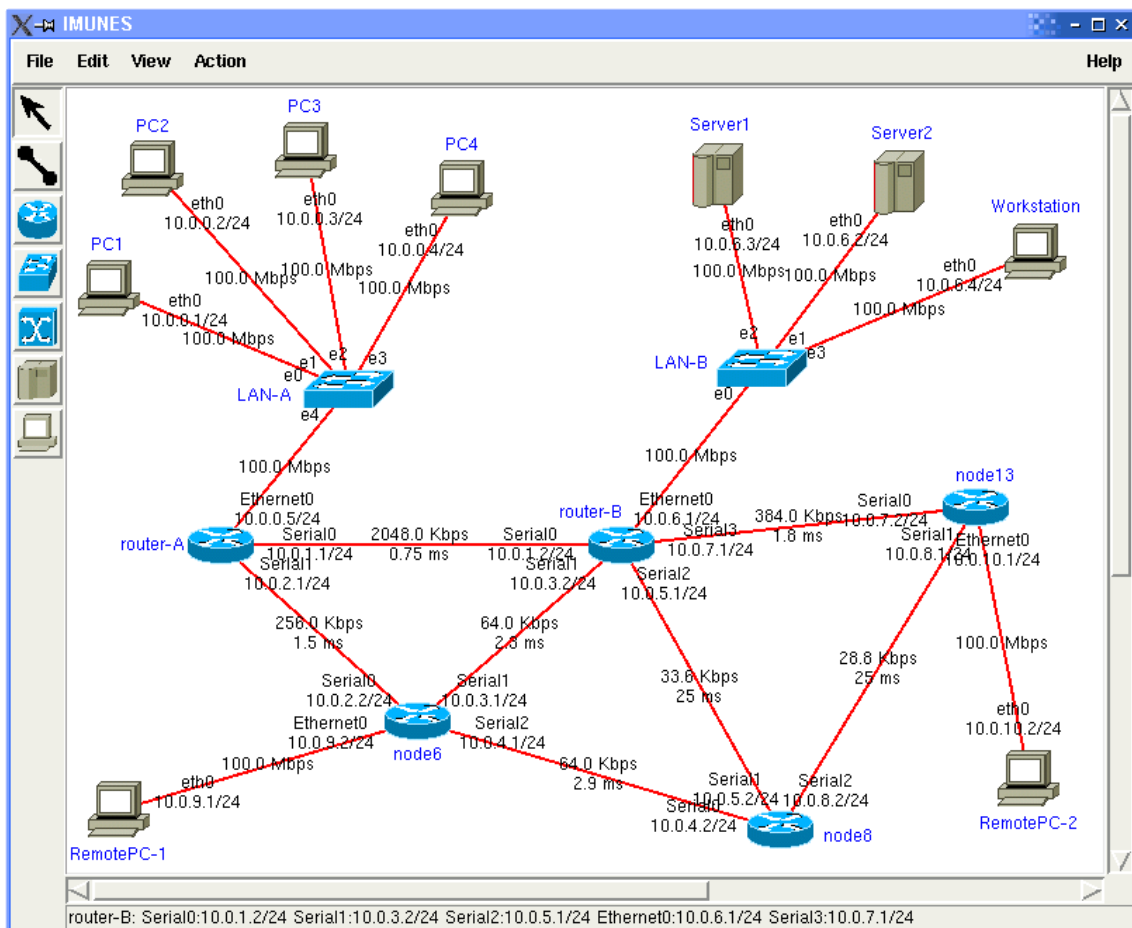 IMUNES
File Edit View Action Help
PC3
PC2
PC4
Server1
Server2
Workstation
PC1
eth0
10.0.0.2/24
eth0
10.0.0.3/24
eth0
10.0.0.4/24
eth0
10.0.6.3/24
eth0
10.0.6.2/24
eth0
10.0.6.4/24
eth0
10.0.0.1/24
100.0 Mbps
100.0 Mbps
100.0 Mbps
100.0 Mbps
100.0 Mbps
100.0 Mbps
100.0 Mbps
e0
e1
e2
e3
LAN-A
e4
e2
e1
e3
LAN-B
e0
100.0 Mbps
100.0 Mbps
Ethernet0
10.0.0.5/24
router-A
Serial0
10.0.1.1/24
Serial1
10.0.2.1/24
2048.0 Kbps
0.75 ms
Serial0
10.0.1.2/24
router-B
Ethernet0
10.0.6.1/24
Serial3
10.0.7.1/24
Serial1
10.0.3.2/24
Serial2
10.0.5.1/24
384.0 Kbps
1.8 ms
node13
Serial0
10.0.7.2/24
Serial1
10.0.8.1/24
Ethernet0
10.0.10.1/24
256.0 Kbps
1.5 ms
64.0 Kbps
2.3 ms
33.6 Kbps
25 ms
28.8 Kbps
25 ms
100.0 Mbps
Serial0
10.0.2.2/24
Serial1
10.0.3.1/24
Ethernet0
10.0.9.2/24
Serial2
10.0.4.1/24
node6
100.0 Mbps
eth0
10.0.9.1/24
RemotePC-1
64.0 Kbps
2.9 ms
Serial1
10.0.5.2/24
Serial2
10.0.8.2/24
Serial0
10.0.4.2/24
node8
eth0
10.0.10.2/24
RemotePC-2
router-B: Serial0:10.0.1.2/24 Serial1:10.0.3.2/24 Serial2:10.0.5.1/24 Ethernet0:10.0.6.1/24 Serial3:10.0.7.1/24